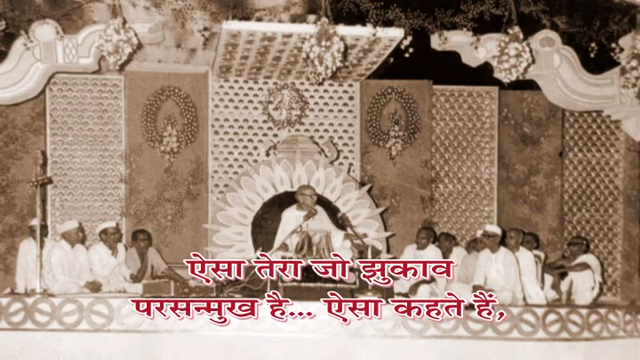 ऐसा तेरा जो झुकाव
परसन्मुख है... ऐसा कहते हैं,